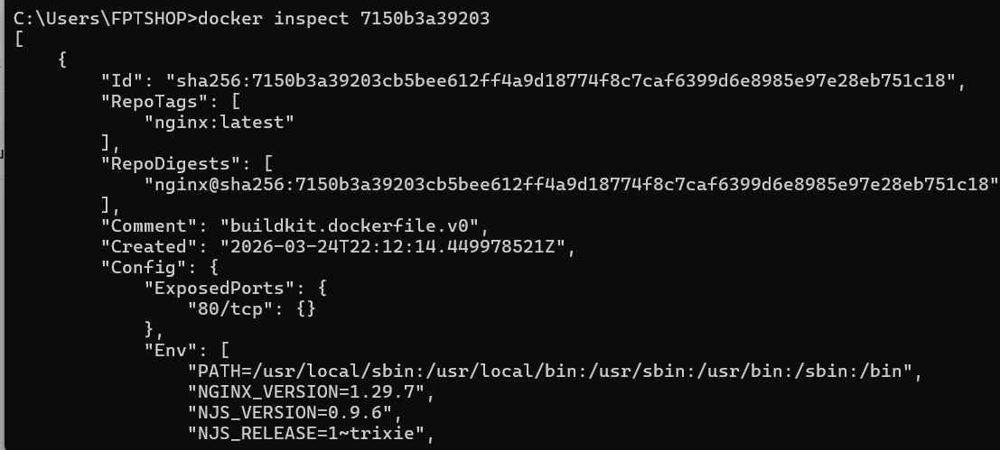 C:\Users\FPTSHOP>docker inspect 7150b3a39203
[
    {
        "Id": "sha256:7150b3a39203cb5bee612ff4a9d18774f8c7caf6399d6e8985e97e28eb751c18",
        "RepoTags": [
            "nginx:latest"
        ],
        "RepoDigests": [
            "nginx@sha256:7150b3a39203cb5bee612ff4a9d18774f8c7caf6399d6e8985e97e28eb751c18"
        ],
        "Comment": "buildkit.dockerfile.v0",
        "Created": "2026-03-24T22:12:14.449978521Z",
        "Config": {
            "ExposedPorts": {
                "80/tcp": {}
            },
            "Env": [
                "PATH=/usr/local/sbin:/usr/local/bin:/usr/sbin:/usr/bin:/sbin:/bin",
                "NGINX_VERSION=1.29.7",
                "NJS_VERSION=0.9.6",
                "NJS_RELEASE=1~trixie",